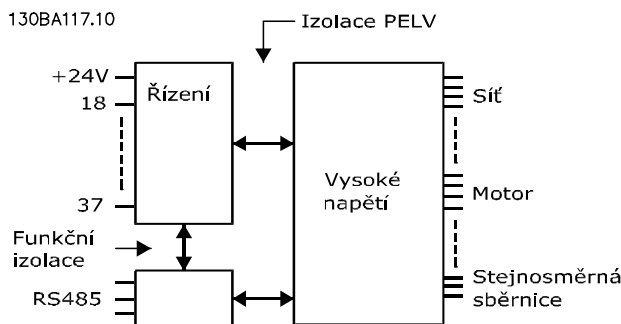 130BA117.10
Izolace PELV
+24V
18
Řízení
37
Funkční
izolace
RS485
Vysoké
napětí
Síť
Motor
Stejnosměrná
sběrnice